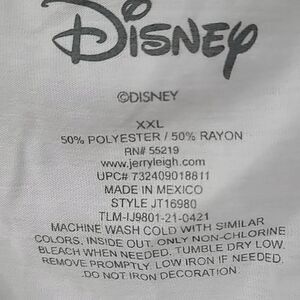 Disney
©DISNEY
XXL
50% POLYESTER / 50% RAYON
RN# 55219
www.jerryleigh.com
UPC# 732409018811
MADE IN MEXICO
STYLE JT16980
TLM-IJ9801-21-0421
MACHINE WASH COLD WITH SIMILAR
COLORS, INSIDE OUT. ONLY NON-CHLORINE
BLEACH WHEN NEEDED. TUMBLE DRY LOW.
REMOVE PROMPTLY. LOW IRON IF NEEDED.
DO NOT IRON DECORATION.